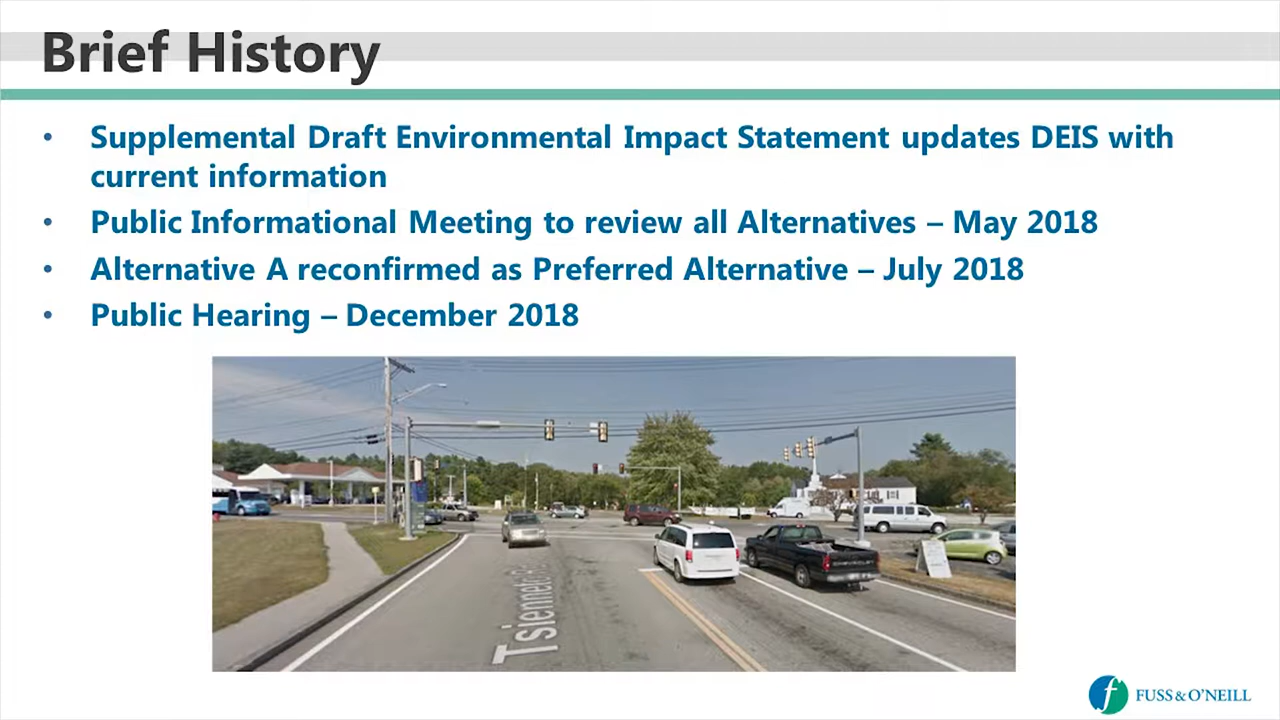 Brief History
• Supplemental Draft Environmental Impact Statement updates DEIS with
current information
• Public Informational Meeting to review all Alternatives – May 2018
• Alternative A reconfirmed as Preferred Alternative – July 2018
• Public Hearing – December 2018
Tsienneto
FUSS & O'NEILL